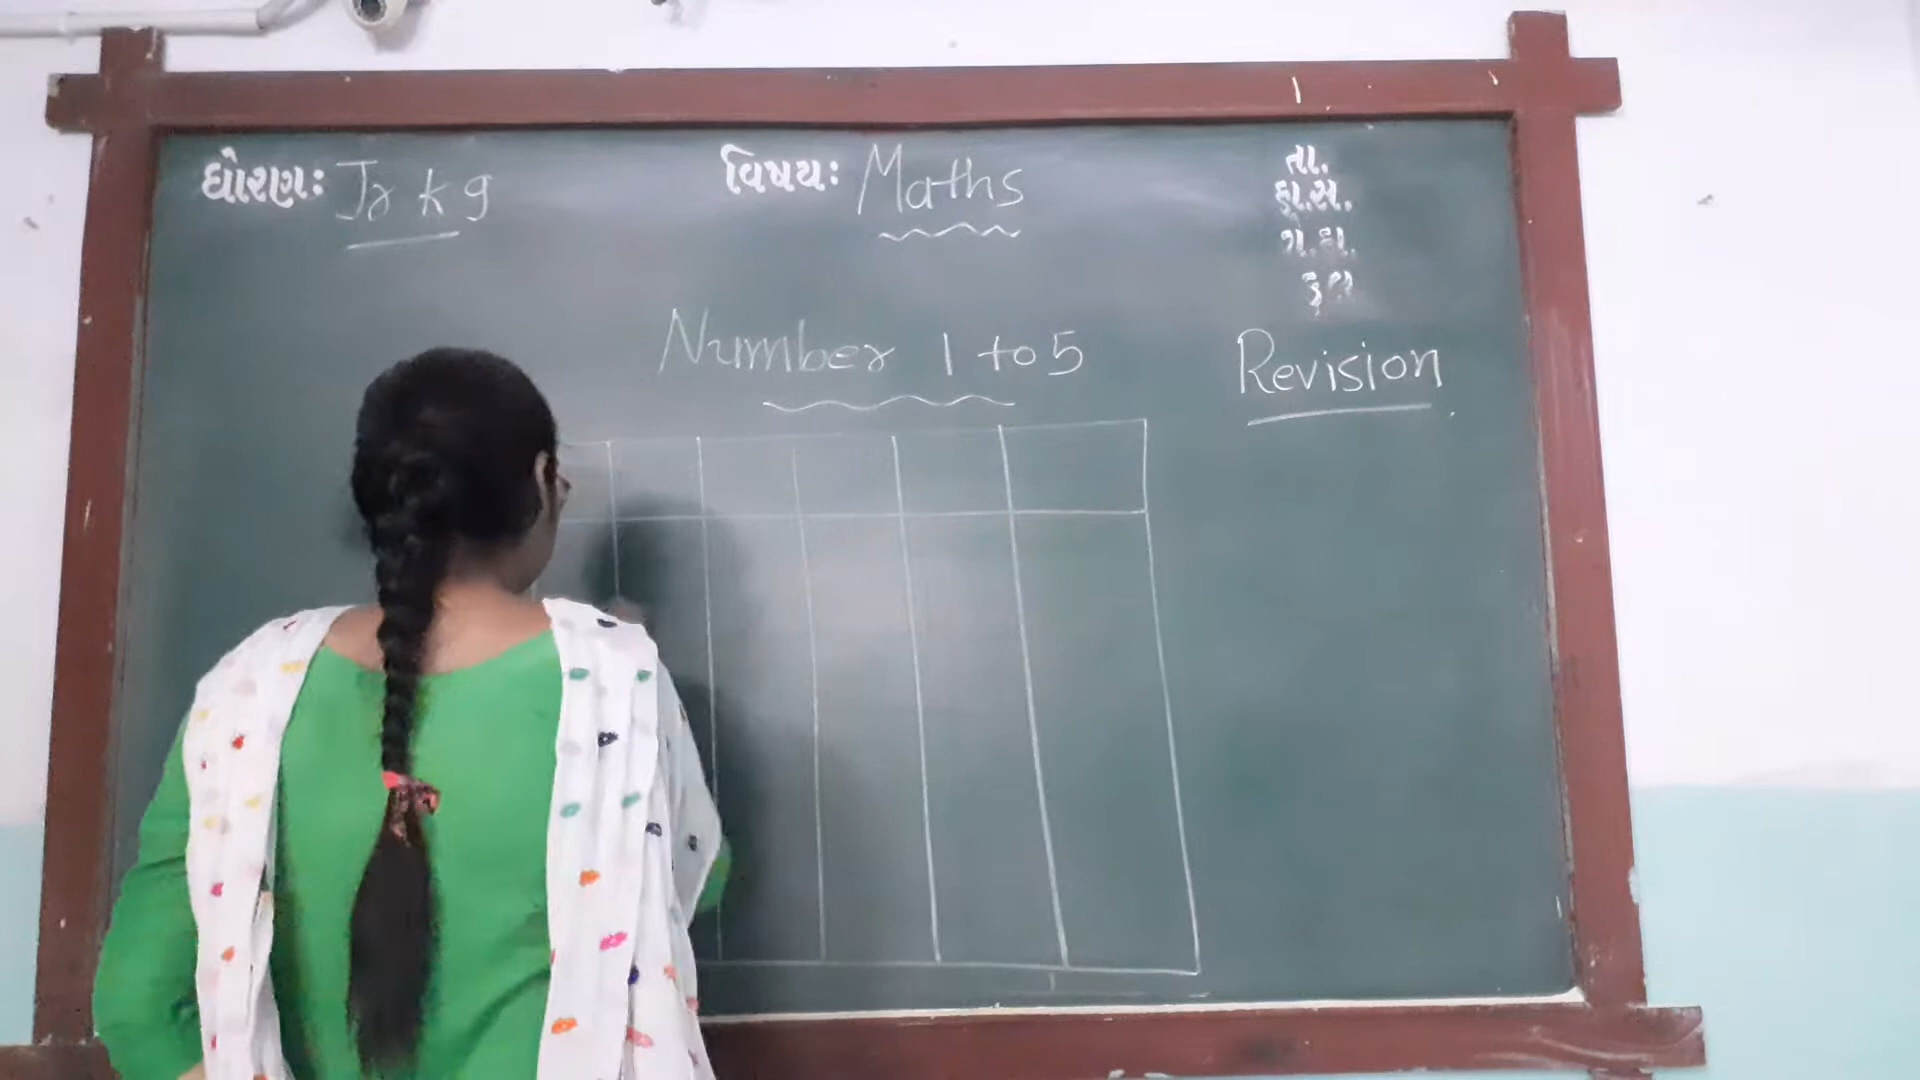 ધોરણ: Jr kg
વિષય: Maths
તા.
કા.સ.
ગે.હા.
કુલ
Number 1 to 5
Revision